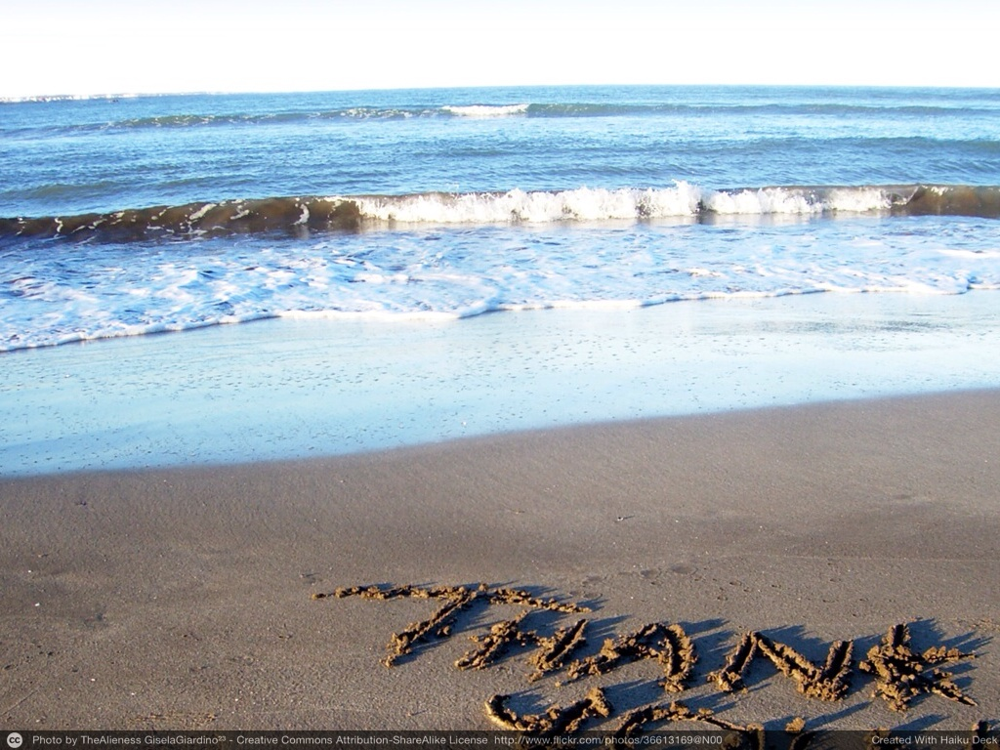 THANK
Photo by TheAlieness GiselaGiardino²³ - Creative Commons Attribution-ShareAlike License http://www.flickr.com/photos/36613169@N00
Created With Haiku Deck